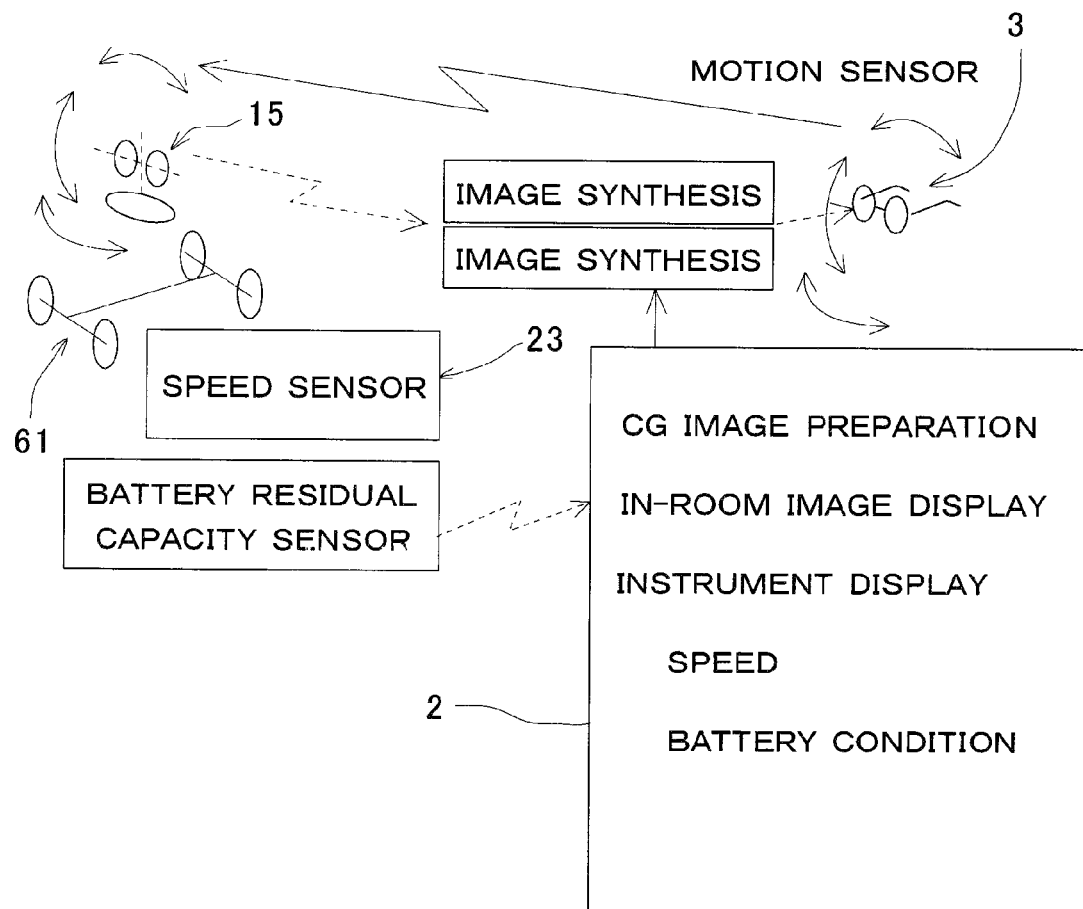 3
MOTION SENSOR
15
IMAGE SYNTHESIS
IMAGE SYNTHESIS
23
SPEED SENSOR
61
CG IMAGE PREPARATION
BATTERY RESIDUAL
CAPACITY SENSOR
IN-ROOM IMAGE DISPLAY
INSTRUMENT DISPLAY
SPEED
2
BATTERY CONDITION